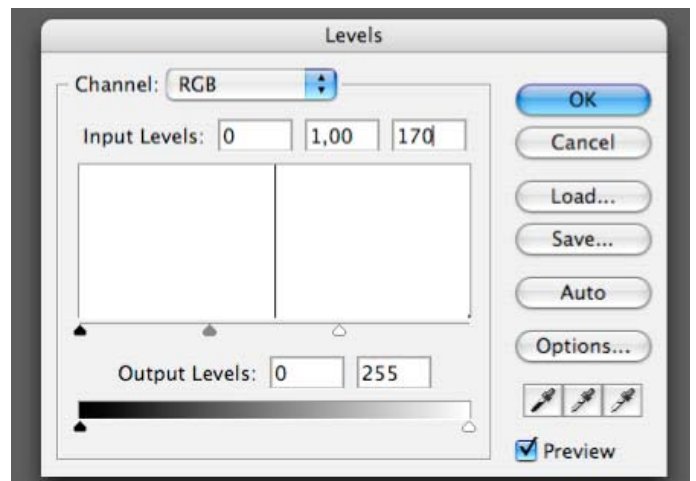 Levels
Channel: RGB
OK
Input Levels: 0 1,00 170
Cancel
Load...
Save...
Auto
Options...
Output Levels: 0 255
Preview